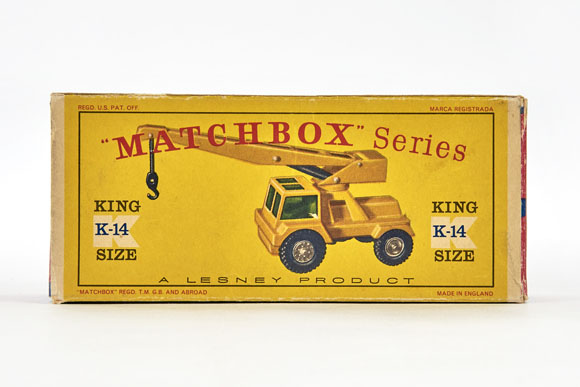 REGD. U.S. PAT. OFF.
MARCA REGISTRADA
"MATCHBOX" Series
KING
K-14
SIZE
KING
K-14
SIZE
A LESNEY PRODUCT
"MATCHBOX" REGD. T.M. G.B. AND ABROAD
MADE IN ENGLAND